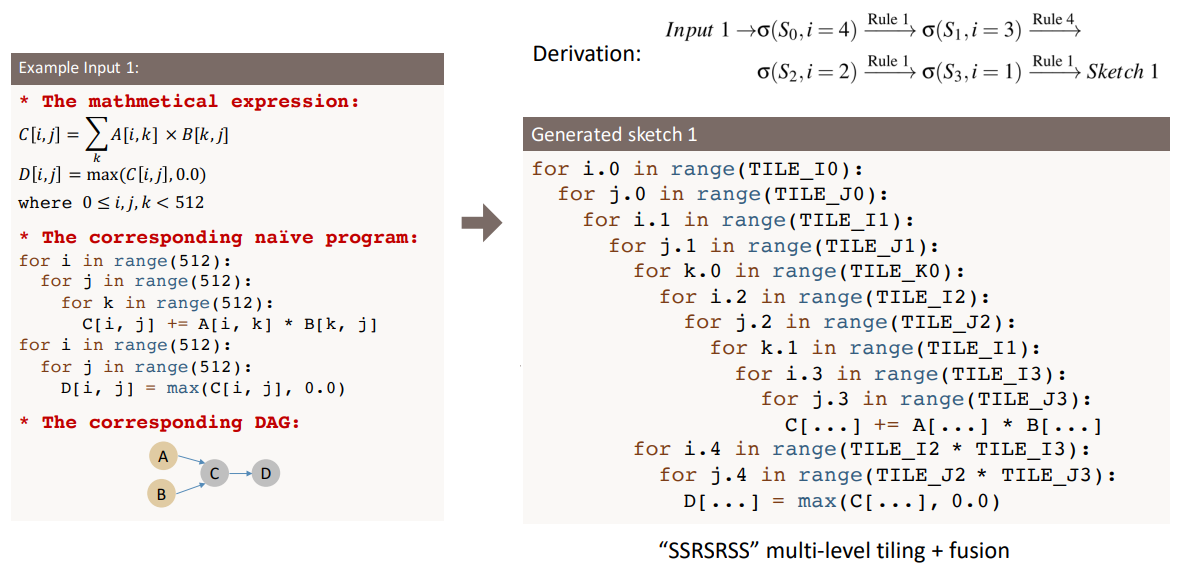 Derivation:
Input 1 →σ(S₀, i = 4) —Rule 1→ σ(S₁, i = 3) —Rule 4→
σ(S₂, i = 2) —Rule 1→ σ(S₃, i = 1) —Rule 1→ Sketch 1
Example Input 1:
* The mathmetical expression:
C[i,j] = ∑ₖ A[i,k] × B[k,j]
D[i,j] = max(C[i,j], 0.0)
where 0 ≤ i,j,k < 512
* The corresponding naïve program:
for i in range(512):
  for j in range(512):
    for k in range(512):
      C[i, j] += A[i, k] * B[k, j]
for i in range(512):
  for j in range(512):
    D[i, j] = max(C[i, j], 0.0)
* The corresponding DAG:
A
B
C
D
Generated sketch 1
for i.0 in range(TILE_I0):
  for j.0 in range(TILE_J0):
    for i.1 in range(TILE_I1):
      for j.1 in range(TILE_J1):
        for k.0 in range(TILE_K0):
          for i.2 in range(TILE_I2):
            for j.2 in range(TILE_J2):
              for k.1 in range(TILE_I1):
                for i.3 in range(TILE_I3):
                  for j.3 in range(TILE_J3):
                    C[...] += A[...] * B[...]
        for i.4 in range(TILE_I2 * TILE_I3):
          for j.4 in range(TILE_J2 * TILE_J3):
            D[...] = max(C[...], 0.0)
“SSRSRSS” multi-level tiling + fusion